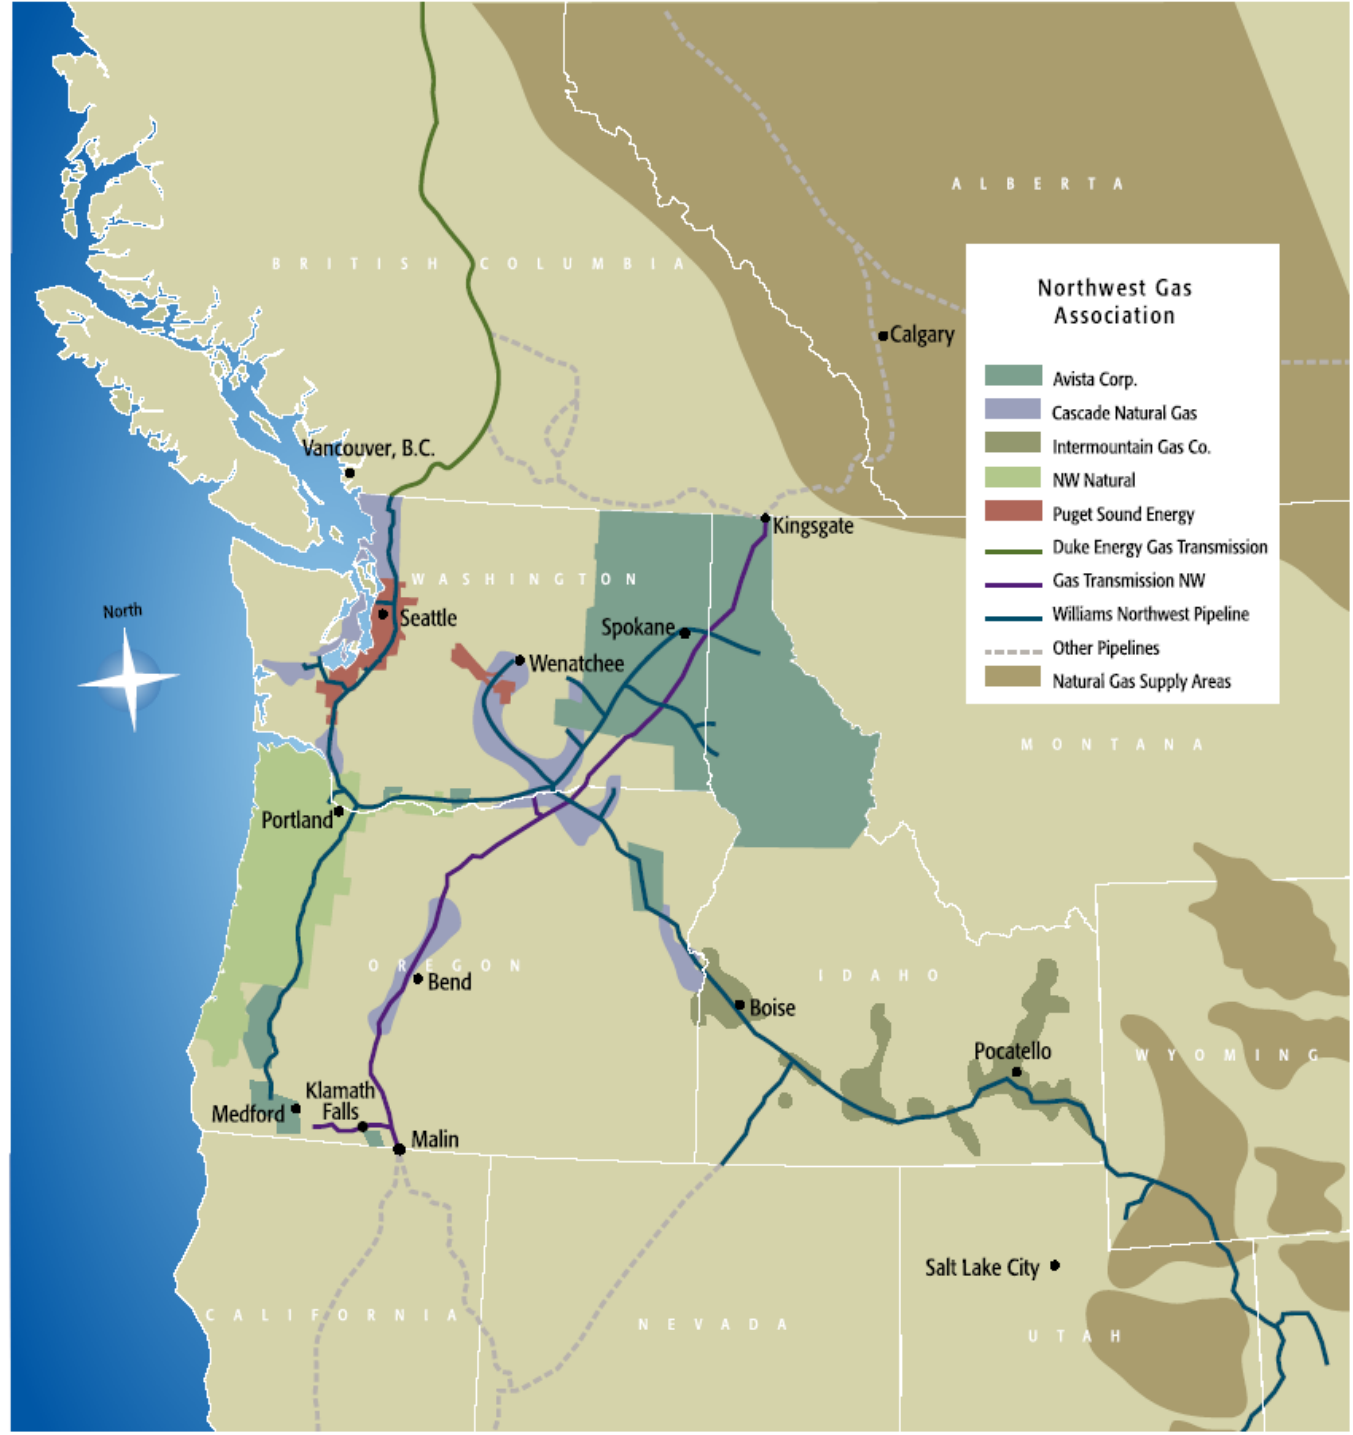 ALBERTA
BRITISH COLUMBIA
Northwest Gas
Association
Calgary
Avista Corp.
Cascade Natural Gas
Intermountain Gas Co.
NW Natural
Puget Sound Energy
Duke Energy Gas Transmission
Gas Transmission NW
Williams Northwest Pipeline
Other Pipelines
Natural Gas Supply Areas
Vancouver, B.C.
Kingsgate
WASHINGTON
North
Seattle
Spokane
Wenatchee
MONTANA
Portland
OREGON
Bend
IDAHO
Boise
Pocatello
WYOMING
Klamath
Falls
Medford
Malin
Salt Lake City
CALIFORNIA
NEVADA
UTAH